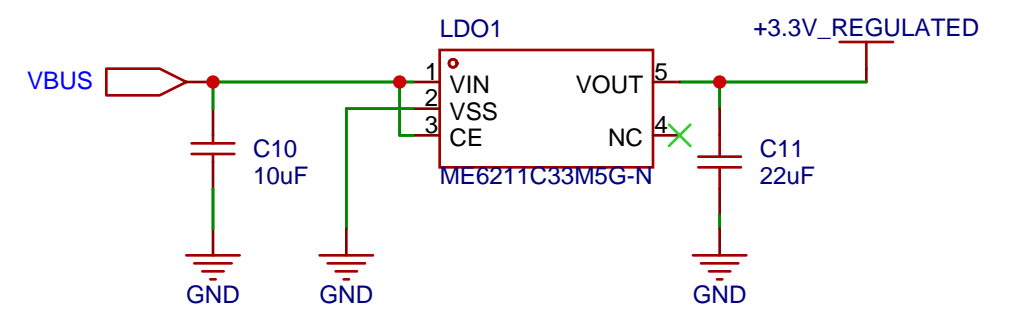 LDO1
+3.3V_REGULATED
VBUS
1
VIN
2
VSS
3
CE
VOUT
5
NC
4
ME6211C33M5G-N
C10
10uF
C11
22uF
GND
GND
GND